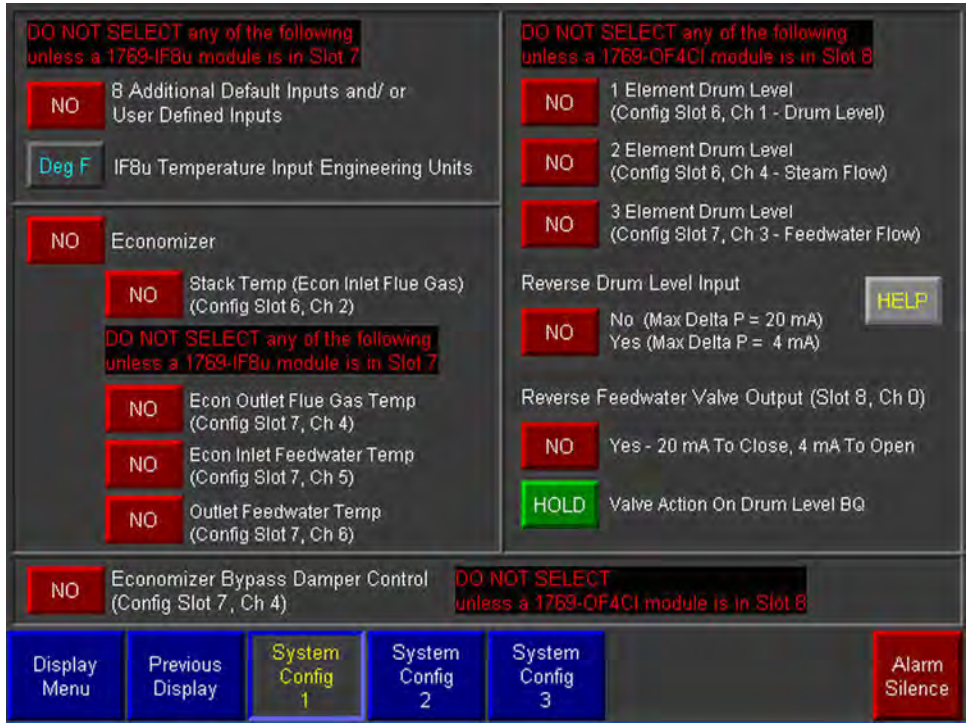 DO NOT SELECT any of the following
unless a 1769-IF8u module is in Slot 7
NO
8 Additional Default Inputs and/ or
User Defined Inputs
Deg F
IF8u Temperature Input Engineering Units
NO
Economizer
NO
Stack Temp (Econ Inlet Flue Gas)
(Config Slot 6, Ch 2)
DO NOT SELECT any of the following
unless a 1769-IF8u module is in Slot 7
NO
Econ Outlet Flue Gas Temp
(Config Slot 7, Ch 4)
NO
Econ Inlet Feedwater Temp
(Config Slot 7, Ch 5)
NO
Outlet Feedwater Temp
(Config Slot 7, Ch 6)
DO NOT SELECT any of the following
unless a 1769-OF4CI module is in Slot 8
NO
1 Element Drum Level
(Config Slot 6, Ch 1 - Drum Level)
NO
2 Element Drum Level
(Config Slot 6, Ch 4 - Steam Flow)
NO
3 Element Drum Level
(Config Slot 7, Ch 3 - Feedwater Flow)
Reverse Drum Level Input
HELP
NO
No (Max Delta P = 20 mA)
Yes (Max Delta P = 4 mA)
Reverse Feedwater Valve Output (Slot 8, Ch 0)
NO
Yes - 20 mA To Close, 4 mA To Open
HOLD
Valve Action On Drum Level BQ
NO
Economizer Bypass Damper Control
(Config Slot 7, Ch 4)
DO NOT SELECT
unless a 1769-OF4CI module is in Slot 8
Display
Menu
Previous
Display
System
Config
1
System
Config
2
System
Config
3
Alarm
Silence